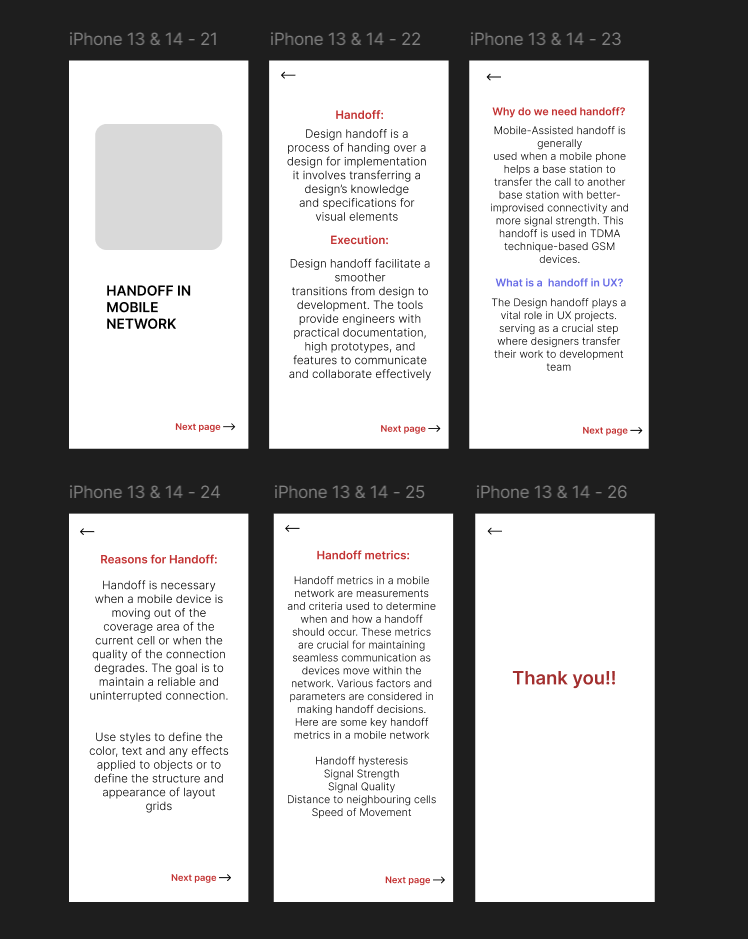 iPhone 13 & 14 - 21
iPhone 13 & 14 - 22
iPhone 13 & 14 - 23
HANDOFF IN
MOBILE
NETWORK
Next page
Handoff:
Design handoff is a
process of handing over a
design for implementation
it involves transferring a
design's knowledge
and specifications for
visual elements
Execution:
Design handoff facilitate a
smoother
transitions from design to
development. The tools
provide engineers with
practical documentation,
high prototypes, and
features to communicate
and collaborate effectively
Next page
Why do we need handoff?
Mobile-Assisted handoff is
generally
used when a mobile phone
helps a base station to
transfer the call to another
base station with better-
improvised connectivity and
more signal strength. This
handoff is used in TDMA
technique-based GSM
devices.
What is a handoff in UX?
The Design handoff plays a
vital role in UX projects.
serving as a crucial step
where designers transfer
their work to development
team
Next page
iPhone 13 & 14 - 24
iPhone 13 & 14 - 25
iPhone 13 & 14 - 26
Reasons for Handoff:
Handoff is necessary
when a mobile device is
moving out of the
coverage area of the
current cell or when the
quality of the connection
degrades. The goal is to
maintain a reliable and
uninterrupted connection.
Use styles to define the
color, text and any effects
applied to objects or to
define the structure and
appearance of layout
grids
Next page
Handoff metrics:
Handoff metrics in a mobile
network are measurements
and criteria used to determine
when and how a handoff
should occur. These metrics
are crucial for maintaining
seamless communication as
devices move within the
network. Various factors and
parameters are considered in
making handoff decisions.
Here are some key handoff
metrics in a mobile network
Handoff hysteresis
Signal Strength
Signal Quality
Distance to neighbouring cells
Speed of Movement
Next page
Thank you!!